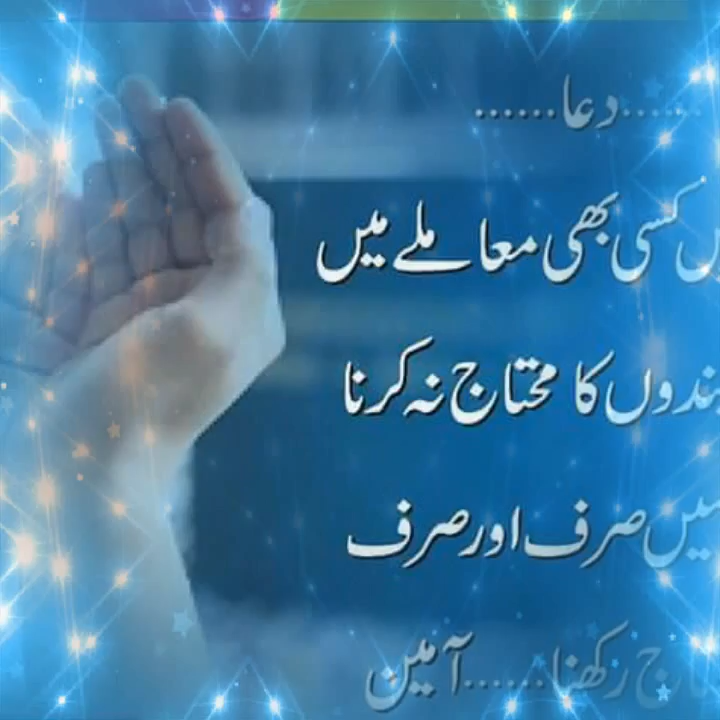 ......دعا......
کسی بھی معاملے میں
کا محتاج نہ کرنا
صرف اور صرف
رکھنا......آمین